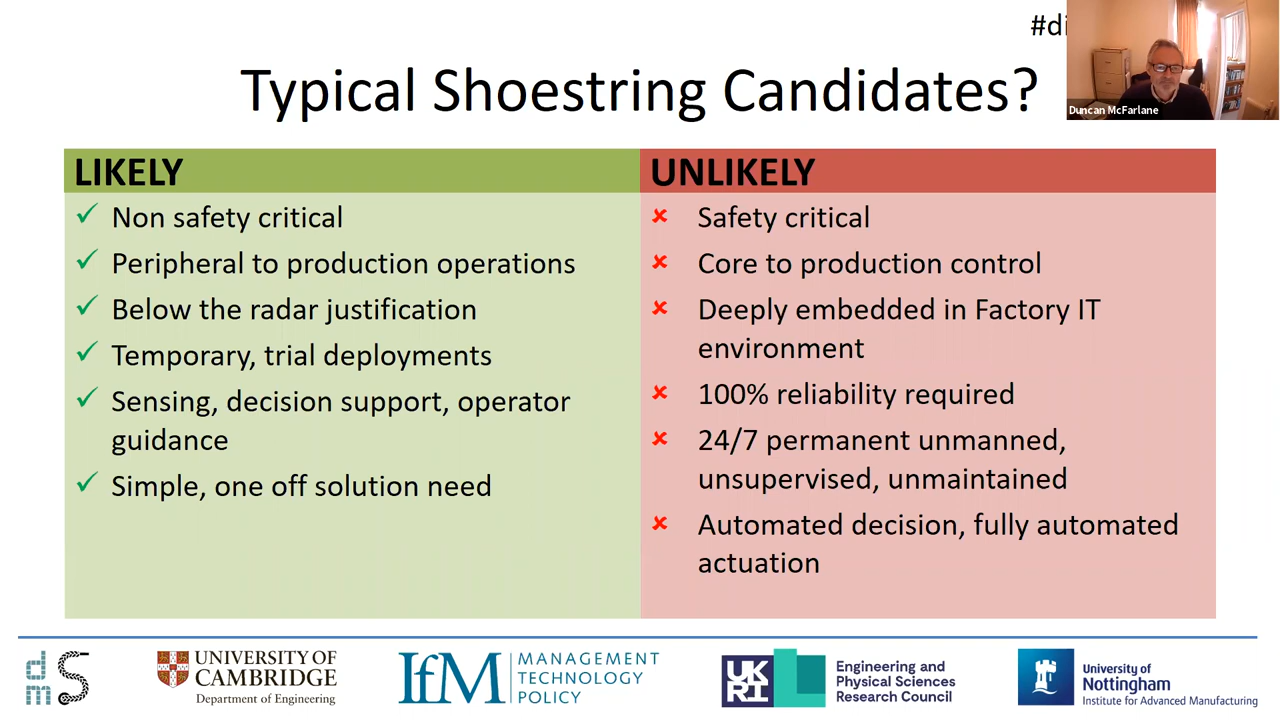 #di
Typical Shoestring Candidates?
Duncan McFarlane
LIKELY
✓ Non safety critical
✓ Peripheral to production operations
✓ Below the radar justification
✓ Temporary, trial deployments
✓ Sensing, decision support, operator
guidance
✓ Simple, one off solution need
UNLIKELY
✘ Safety critical
✘ Core to production control
✘ Deeply embedded in Factory IT
environment
✘ 100% reliability required
✘ 24/7 permanent unmanned,
unsupervised, unmaintained
✘ Automated decision, fully automated
actuation
d
m S
UNIVERSITY OF
CAMBRIDGE
Department of Engineering
IfM
MANAGEMENT
TECHNOLOGY
POLICY
UK
RI
Engineering and
Physical Sciences
Research Council
University of
Nottingham
Institute for Advanced Manufacturing